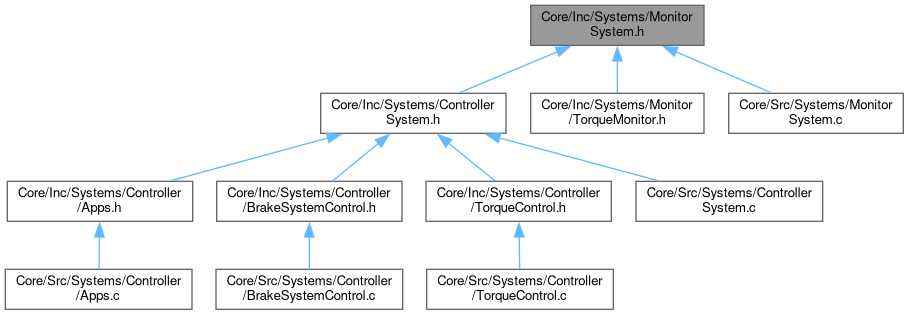 Core/Inc/Systems/Monitor
System.h
Core/Inc/Systems/Controller
System.h
Core/Inc/Systems/Monitor
/TorqueMonitor.h
Core/Src/Systems/Monitor
System.c
Core/Inc/Systems/Controller
/Apps.h
Core/Inc/Systems/Controller
/BrakeSystemControl.h
Core/Inc/Systems/Controller
/TorqueControl.h
Core/Src/Systems/Controller
System.c
Core/Src/Systems/Controller
/Apps.c
Core/Src/Systems/Controller
/BrakeSystemControl.c
Core/Src/Systems/Controller
/TorqueControl.c